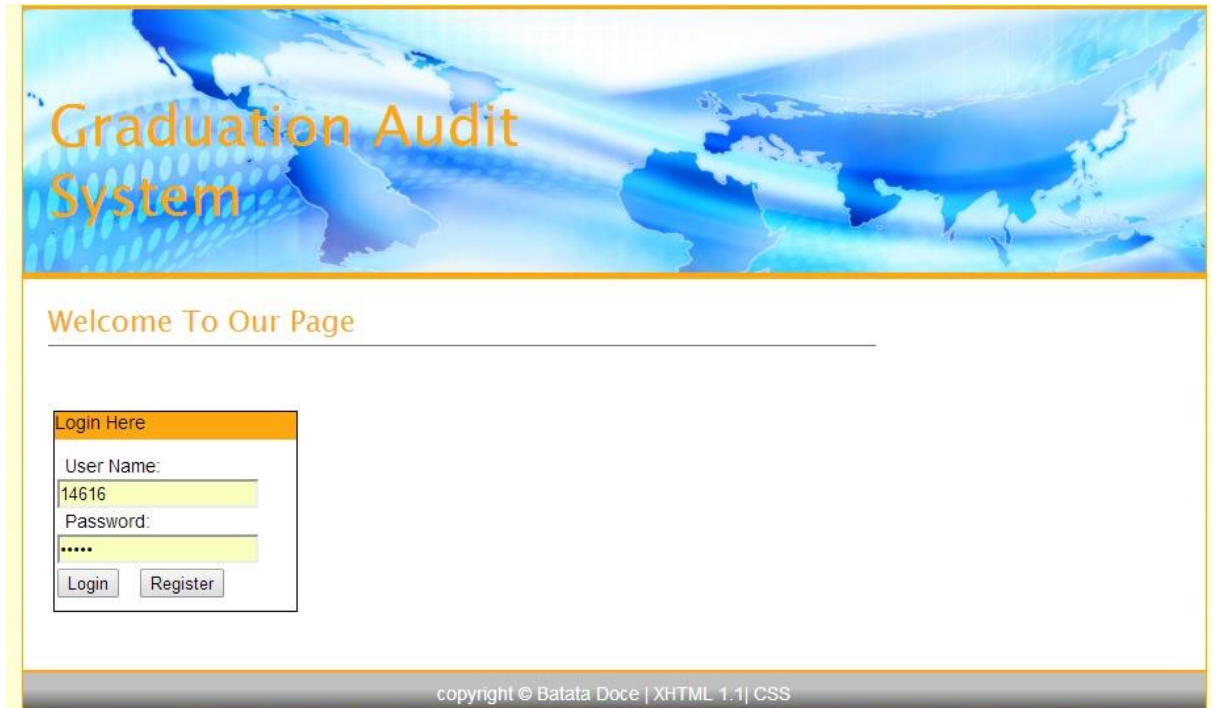 Graduation Audit
System
Welcome To Our Page
Login Here
User Name:
14616
Password:
•••••
Login Register
copyright © Batata Doce | XHTML 1.1| CSS